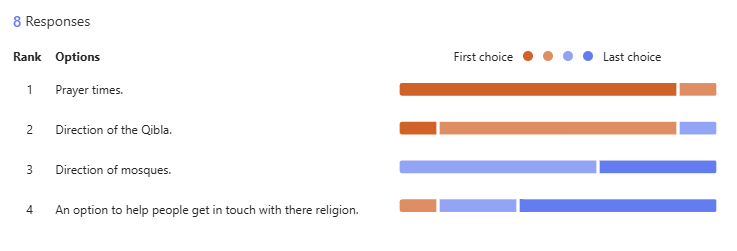 8 Responses
Rank Options First choice Last choice
1 Prayer times.
2 Direction of the Qibla.
3 Direction of mosques.
4 An option to help people get in touch with there religion.